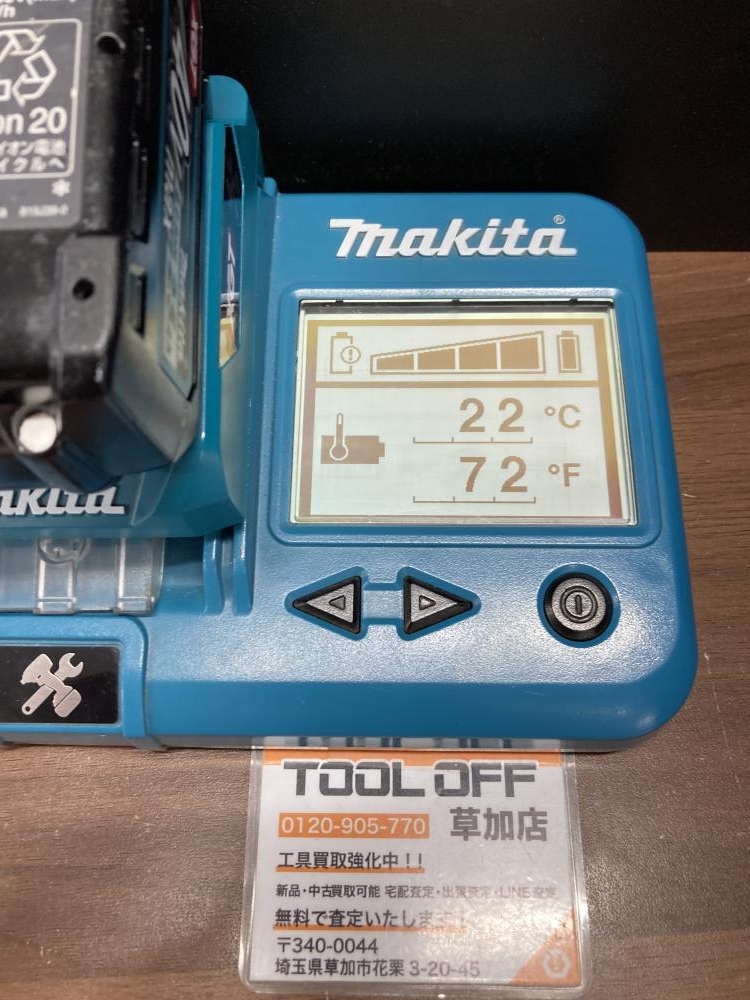 on 20
イオン電池
サイクルへ
makita®
22 °C
72 °F
TOOL OFF
0120-905-770 草加店
工具買取強化中!!
新品・中古買取可能 宅配査定・出張査定・LINE査定
無料で査定いたします!
〒340-0044
埼玉県草加市花栗 3-20-45